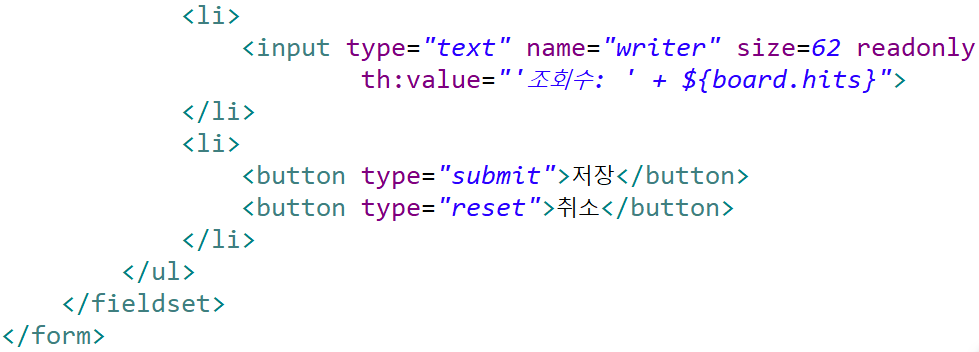 <li>
<input type="text" name="writer" size=62 readonly
th:value="'조회수: ' + ${board.hits}">
</li>
<li>
<button type="submit">저장</button>
<button type="reset">취소</button>
</li>
</ul>
</fieldset>
</form>